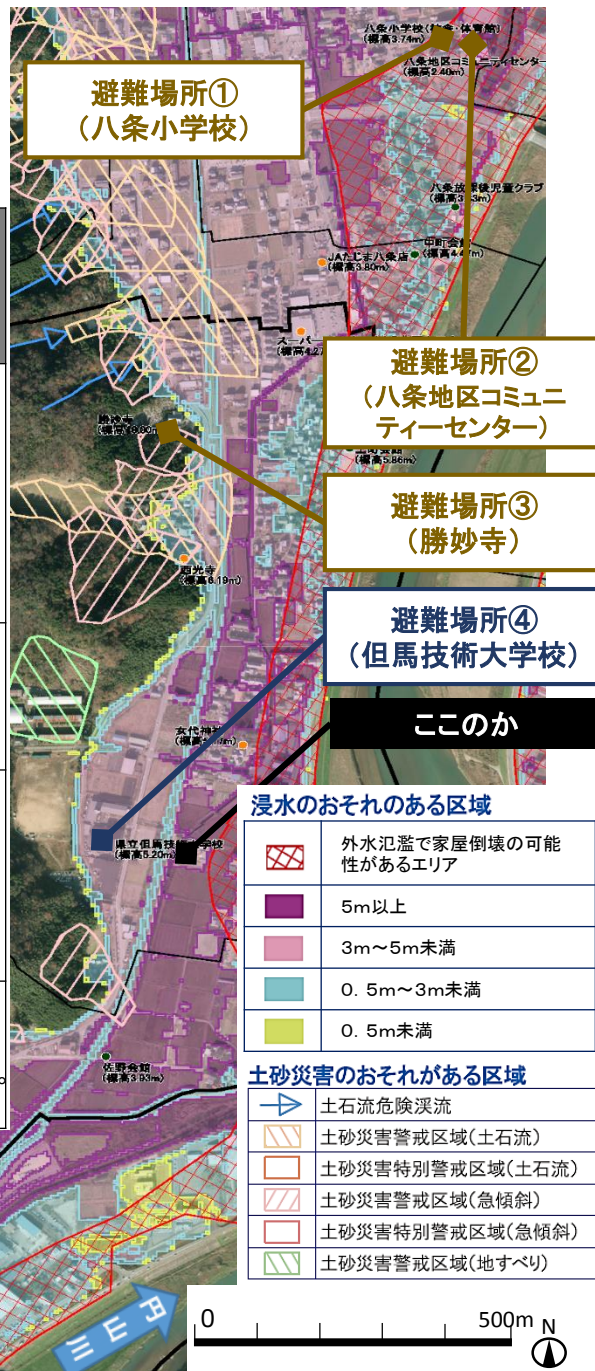 八条小学校(校舎・体育館)
(標高3.74m)
八条地区コミュニティセンター
(標高2.48m)
避難場所①
(八条小学校)
八条放課後児童クラブ
JAたじま八条店
(標高3.80m)
中町会館
スーパー
避難場所②
(八条地区コミュニ
ティーセンター)
勝妙寺
(標高5.86m)
避難場所③
(勝妙寺)
西光寺
(標高6.19m)
避難場所④
(但馬技術大学校)
ここのか
女代神社
県立但馬技術大学校
(標高5.20m)
浸水のおそれのある区域
外水氾濫で家屋倒壊の可能
性があるエリア
5m以上
3m~5m未満
0.5m~3m未満
0.5m未満
佐野会館
(標高3.93m)
土砂災害のおそれがある区域
土石流危険渓流
土砂災害警戒区域(土石流)
土砂災害特別警戒区域(土石流)
土砂災害警戒区域(急傾斜)
土砂災害特別警戒区域(急傾斜)
土砂災害警戒区域(地すべり)
円山川
0 500m N